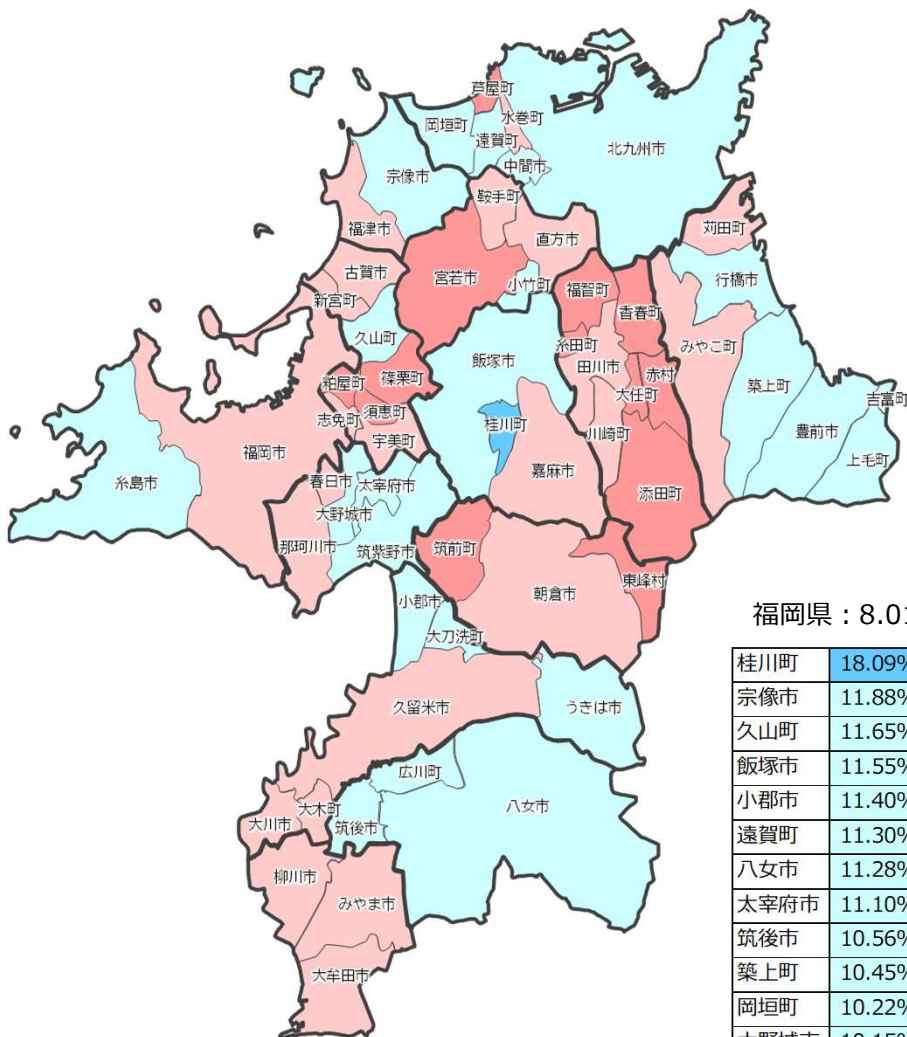 芦屋町
岡垣町
水巻町
遠賀町
北九州市
中間市
宗像市
鞍手町
福津市
直方市
苅田町
古賀市
宮若市
小竹町
行橋市
新宮町
福智町
香春町
久山町
糸田町
みやこ町
飯塚市
田川市
粕屋町
篠栗町
赤村
築上町
大任町
吉富町
志免町
須恵町
桂川町
川崎町
豊前市
宇美町
福岡市
嘉麻市
上毛町
春日市
太宰府市
糸島市
添田町
大野城市
那珂川市
筑紫野市
筑前町
朝倉市
東峰村
小郡市
大刀洗町
久留米市
うきは市
広川町
八女市
大木町
大川市
筑後市
柳川市
みやま市
大牟田市
福岡県:8.01
桂川町 18.09%
宗像市 11.88%
久山町 11.65%
飯塚市 11.55%
小郡市 11.40%
遠賀町 11.30%
八女市 11.28%
太宰府市 11.10%
筑後市 10.56%
築上町 10.45%
岡垣町 10.22%